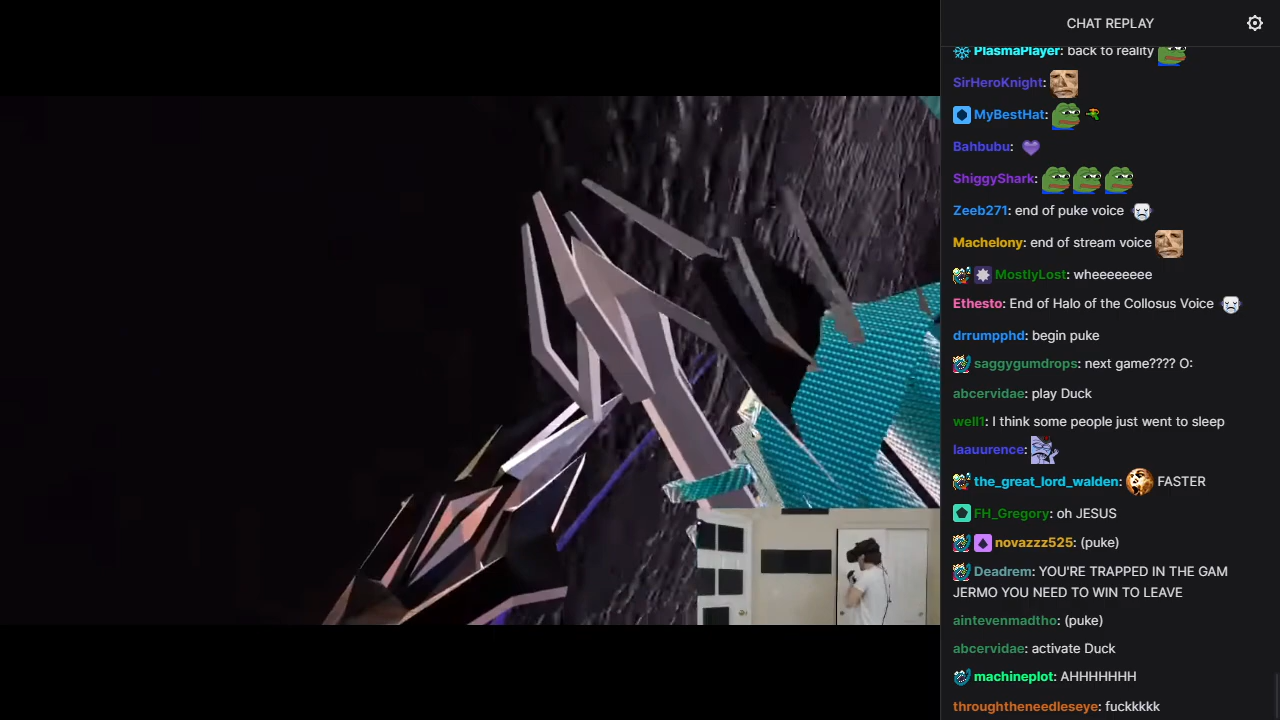 CHAT REPLAY
PlasmaPlayer: back to reality
SirHeroKnight:
MyBestHat:
Bahbubu:
ShiggyShark:
Zeeb271: end of puke voice
Machelony: end of stream voice
MostlyLost: wheeeeeeee
Ethesto: End of Halo of the Collosus Voice
drrumpphd: begin puke
saggygumdrops: next game???? O:
abcervidae: play Duck
well1: I think some people just went to sleep
laauurence:
the_great_lord_walden: FASTER
FH_Gregory: oh JESUS
novazzz525: (puke)
Deadrem: YOU'RE TRAPPED IN THE GAM
JERMO YOU NEED TO WIN TO LEAVE
aintevenmadtho: (puke)
abcervidae: activate Duck
machineplot: AHHHHHHH
throughtheneedleseye: fuckkkkk